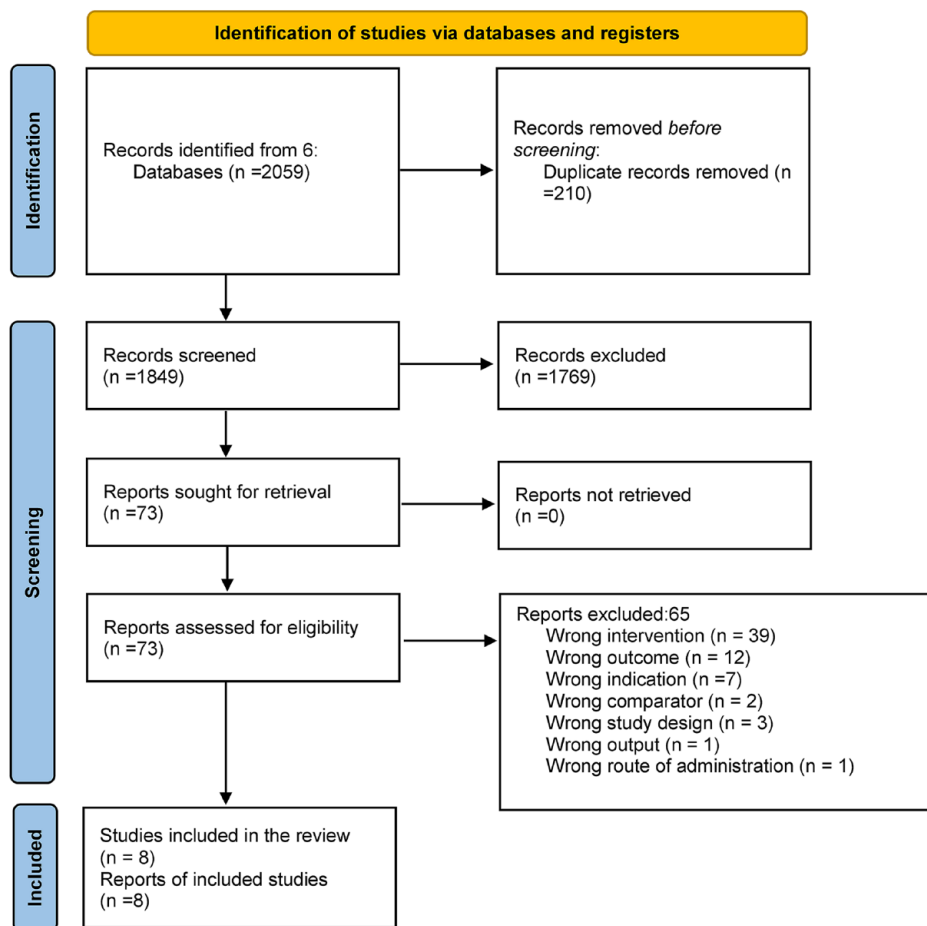 Identification of studies via databases and registers
Identification
Records identified from 6:
Databases (n =2059)
Records removed before
screening:
Duplicate records removed (n
=210)
Screening
Records screened
(n =1849)
Records excluded
(n =1769)
Reports sought for retrieval
(n =73)
Reports not retrieved
(n =0)
Reports assessed for eligibility
(n =73)
Reports excluded:65
Wrong intervention (n = 39)
Wrong outcome (n = 12)
Wrong indication (n =7)
Wrong comparator (n = 2)
Wrong study design (n = 3)
Wrong output (n = 1)
Wrong route of administration (n = 1)
Included
Studies included in the review
(n = 8)
Reports of included studies
(n =8)